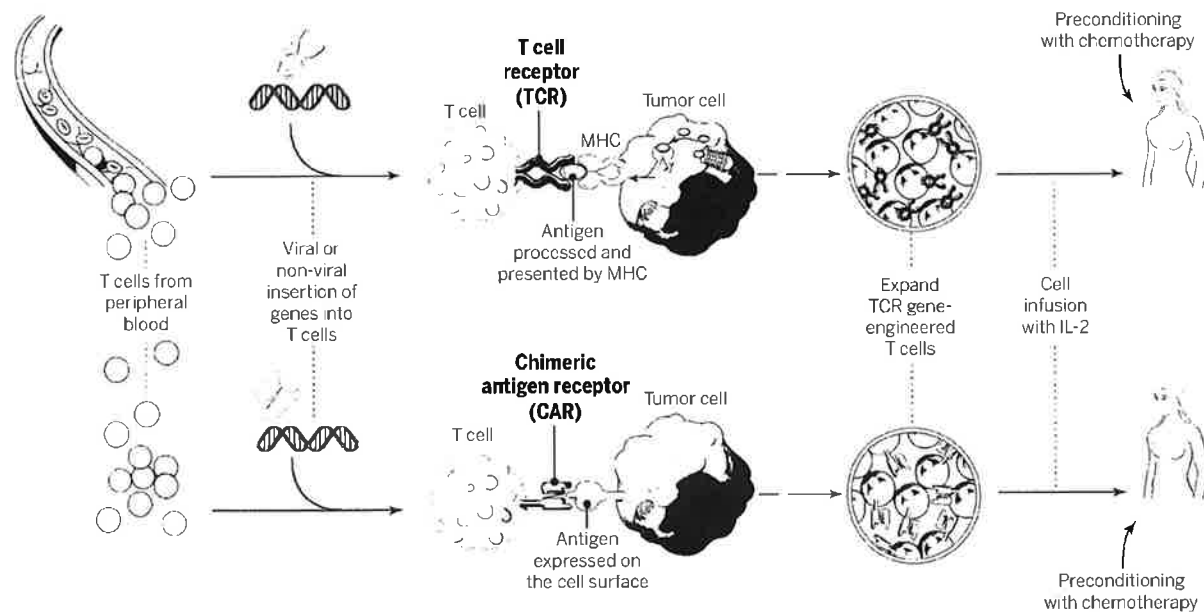 Preconditioning
with chemotherapy
T cell
receptor
(TCR)
T cell
MHC
Tumor cell
Antigen
processed and
presented by MHC
T cells from
peripheral
blood
Viral or
non-viral
insertion of
genes into
T cells
Expand
TCR gene-
engineered
T cells
Cell
infusion
with IL-2
Chimeric
antigen receptor
(CAR)
T cell
Tumor cell
Antigen
expressed on
the cell surface
Preconditioning
with chemotherapy